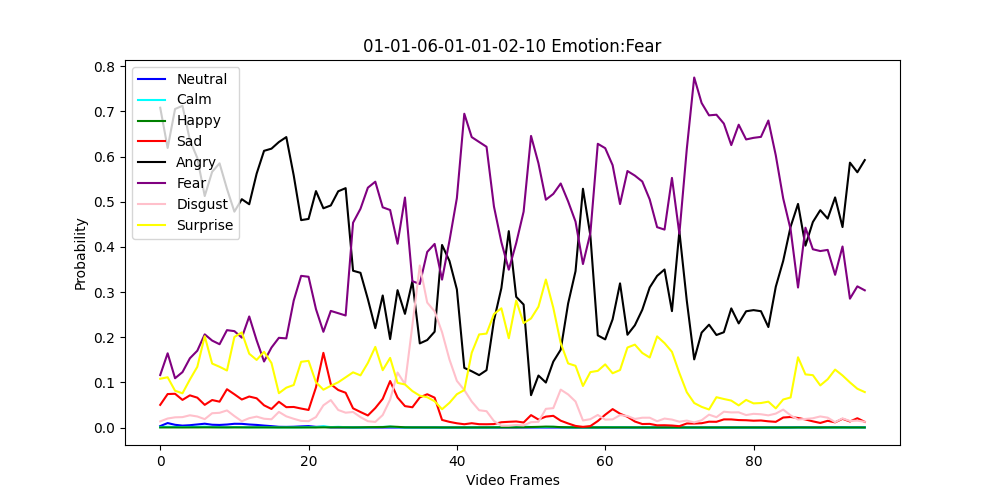 01-01-06-01-01-02-10 Emotion:Fear
Probability
0.8
0.7
0.6
0.5
0.4
0.3
0.2
0.1
0.0
Neutral
Calm
Happy
Sad
Angry
Fear
Disgust
Surprise
0 20 40 60 80
Video Frames